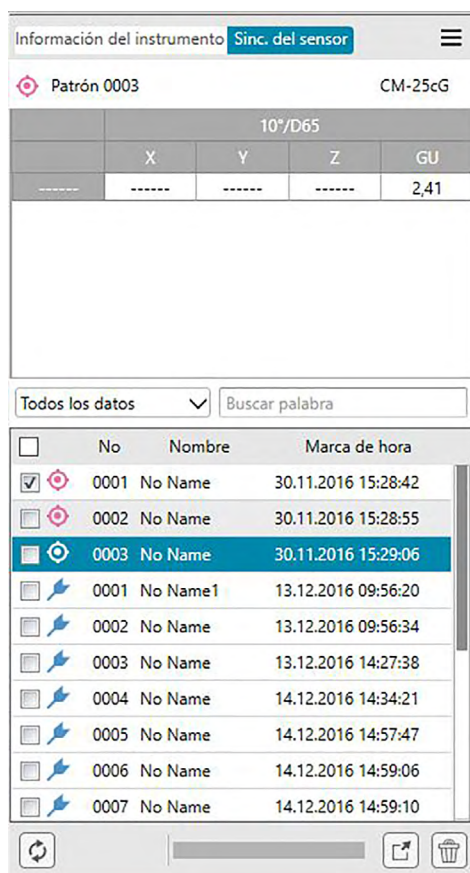 Información del instrumento Sinc. del sensor
Patrón 0003 CM-25cG
10°/D65
X Y Z GU
------ ------ ------ ------ 2,41
Todos los datos Buscar palabra
No Nombre Marca de hora
0001 No Name 30.11.2016 15:28:42
0002 No Name 30.11.2016 15:28:55
0003 No Name 30.11.2016 15:29:06
0001 No Name1 13.12.2016 09:56:20
0002 No Name 13.12.2016 09:56:34
0003 No Name 13.12.2016 14:27:38
0004 No Name 14.12.2016 14:34:21
0005 No Name 14.12.2016 14:57:47
0006 No Name 14.12.2016 14:59:06
0007 No Name 14.12.2016 14:59:10